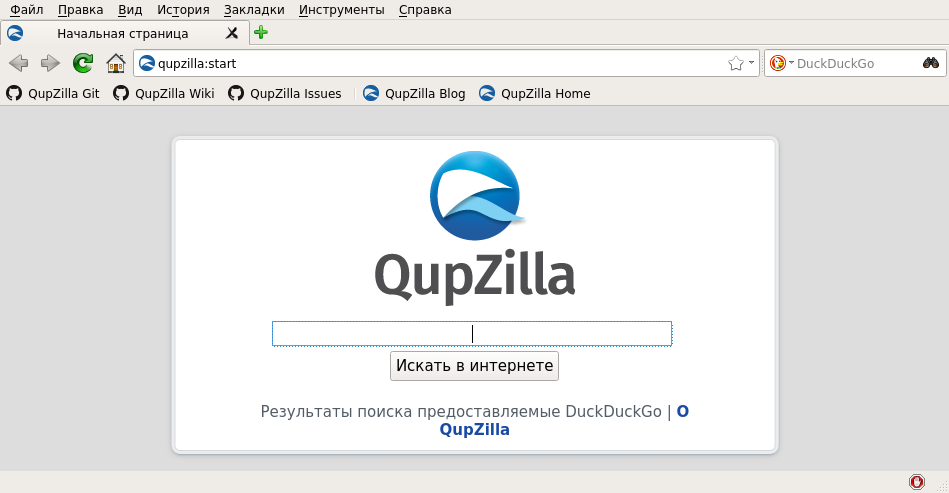 Файл Правка Вид История Закладки Инструменты Справка
Начальная страница
qupzilla:start DuckDuckGo
QupZilla Git QupZilla Wiki QupZilla Issues QupZilla Blog QupZilla Home
QupZilla
Искать в интернете
Результаты поиска предоставляемые DuckDuckGo | О
QupZilla